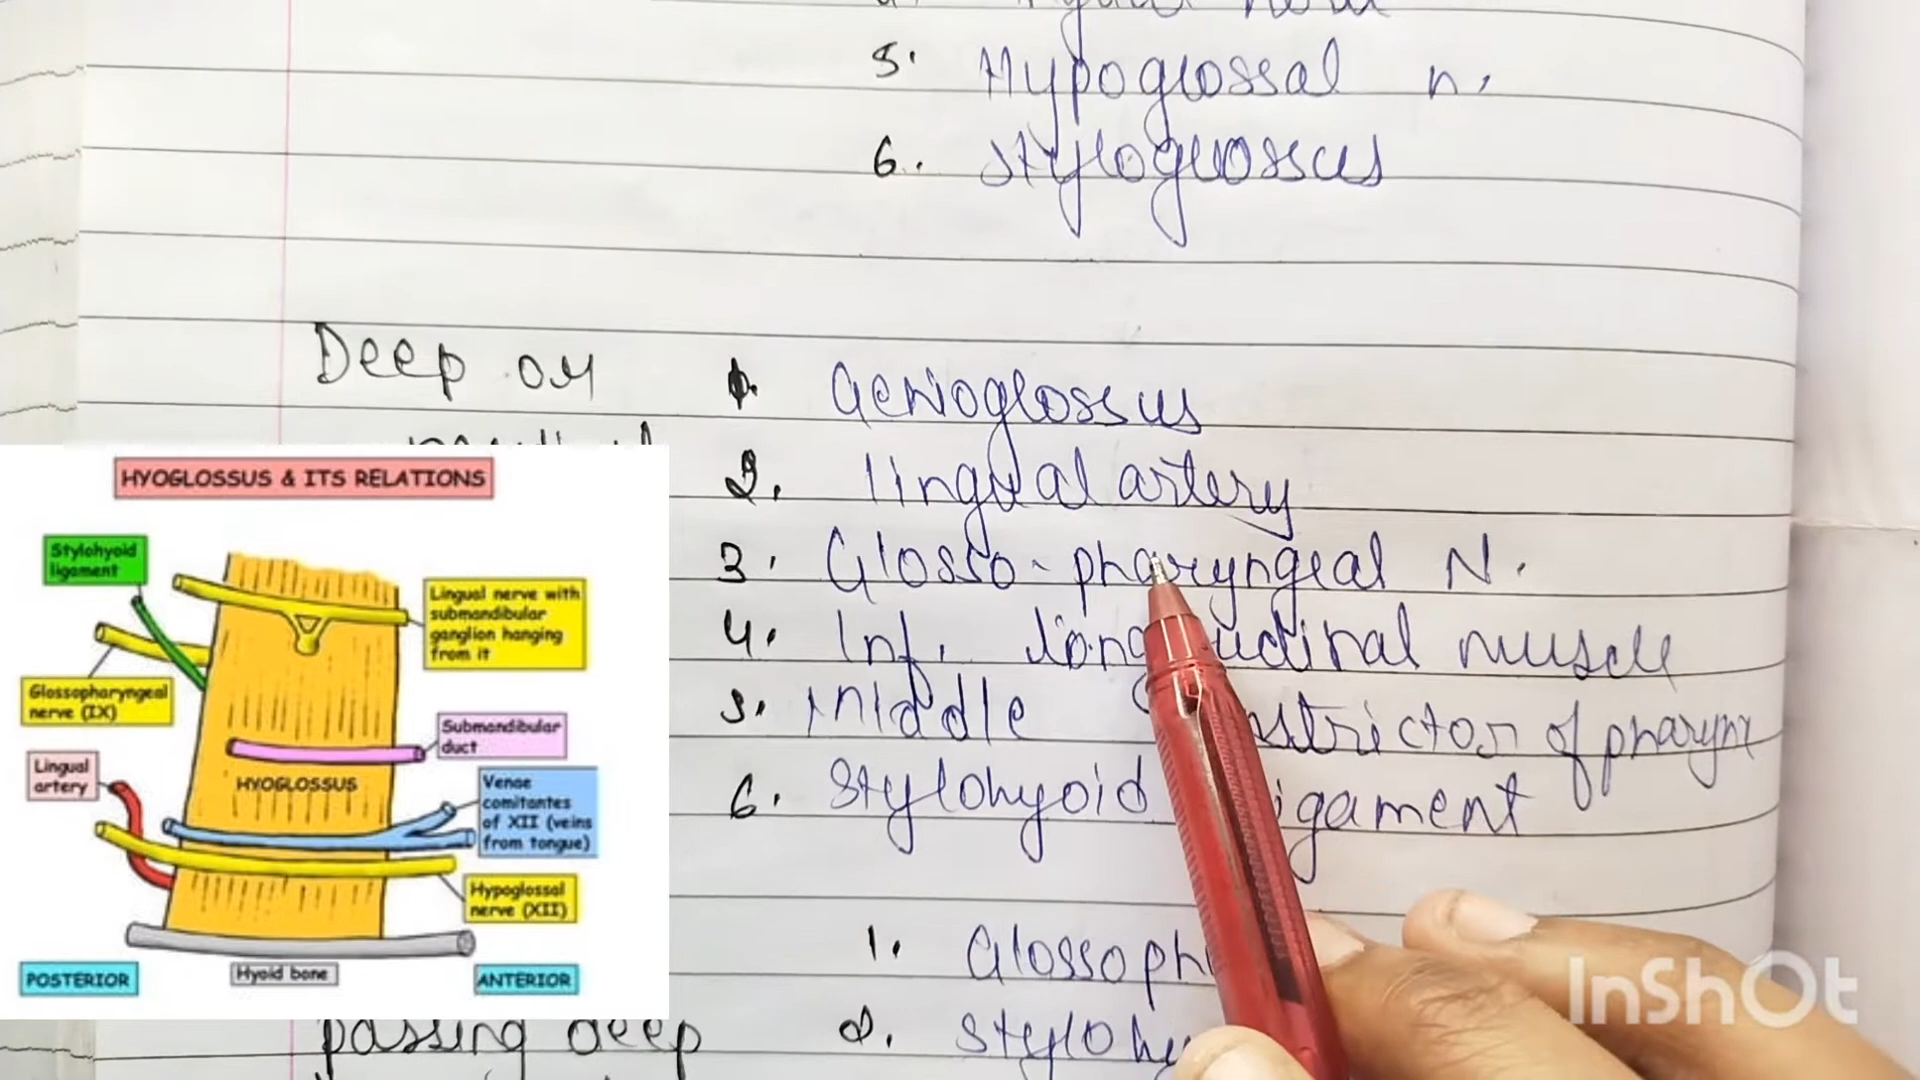 5. Hypoglossal n.
6. Styloglossus
Deep or
1. Genioglossus
2. lingual artery
3. Glosso-pharyngeal N.
4. Inf. longitudinal muscle
5. Middle
of pharynx
6. Stylohyoid ligament
1.
2.
passing deep
HYOGLOSSUS & ITS RELATIONS
Stylohyoid
ligament
Lingual nerve with
submandibular
ganglion hanging
from it
Glossopharyngeal
nerve (IX)
Submandibular
duct
Lingual
artery
HYOGLOSSUS
Venae
comitantes
of XII (veins
from tongue)
Hypoglossal
nerve (XII)
POSTERIOR
Hyoid bone
ANTERIOR
InShOt